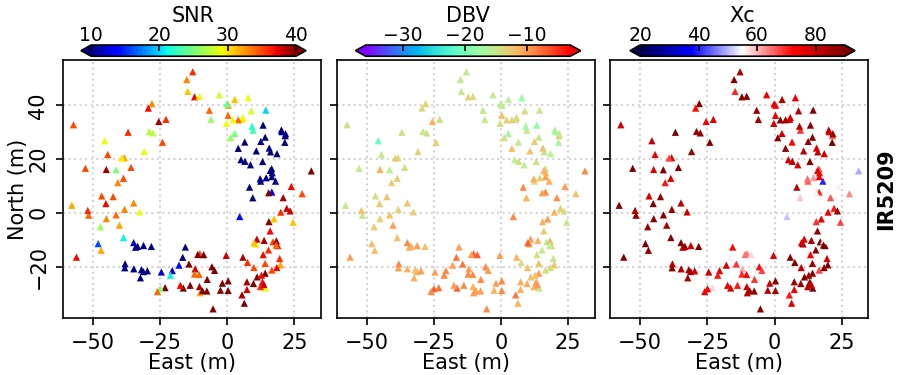 SNR DBV Xc
10 20 30 40 −30 −20 −10 20 40 60 80
40
20
0
−20
North (m)
−50 −25 0 25 −50 −25 0 25 −50 −25 0 25
East (m) East (m) East (m)
IR5209